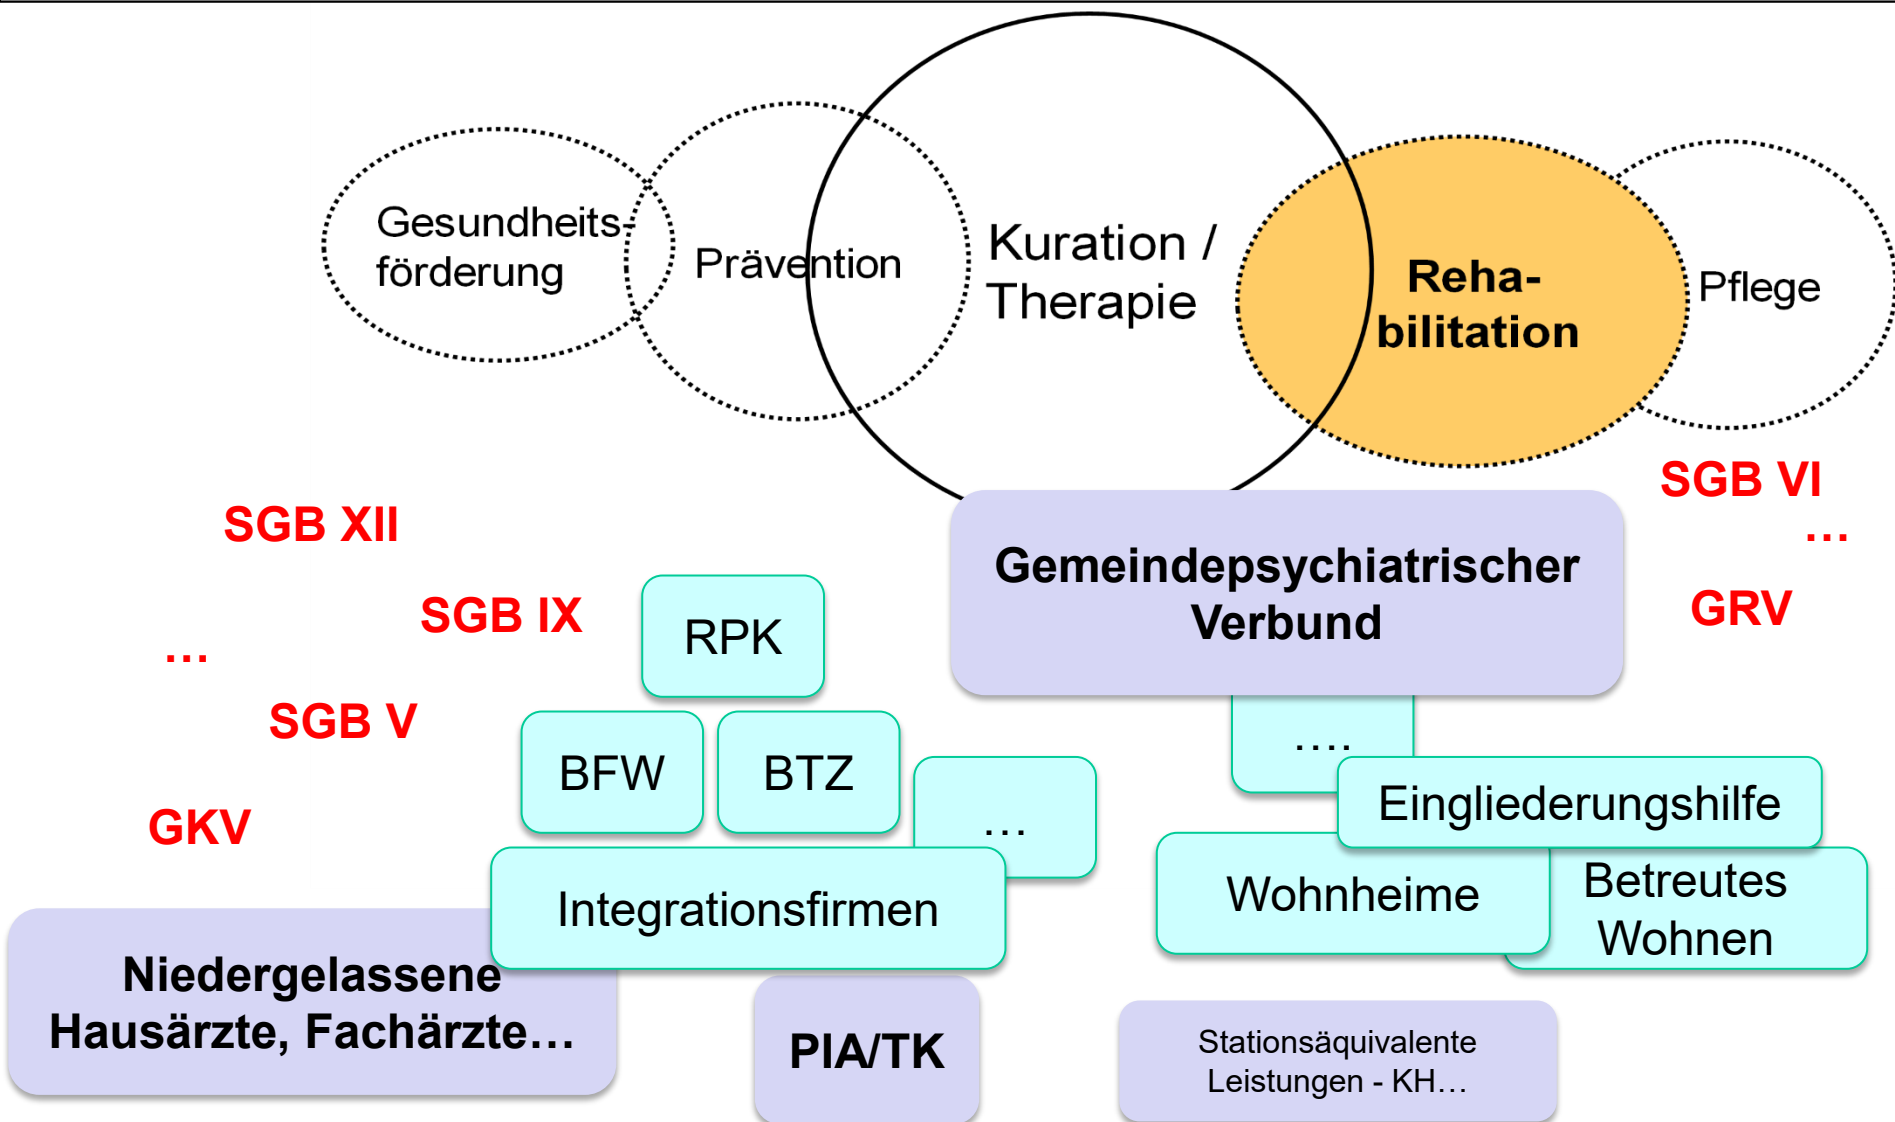 Gesundheits-
förderung
Prävention
Kuration /
Therapie
Reha-
bilitation
Pflege
SGB XII
SGB IX
…
SGB V
GKV
SGB VI
…
GRV
Gemeindepsychiatrischer
Verbund
RPK
BFW
BTZ
…
Integrationsfirmen
….
Eingliederungshilfe
Wohnheime
Betreutes
Wohnen
Niedergelassene
Hausärzte, Fachärzte…
PIA/TK
Stationsäquivalente
Leistungen - KH…